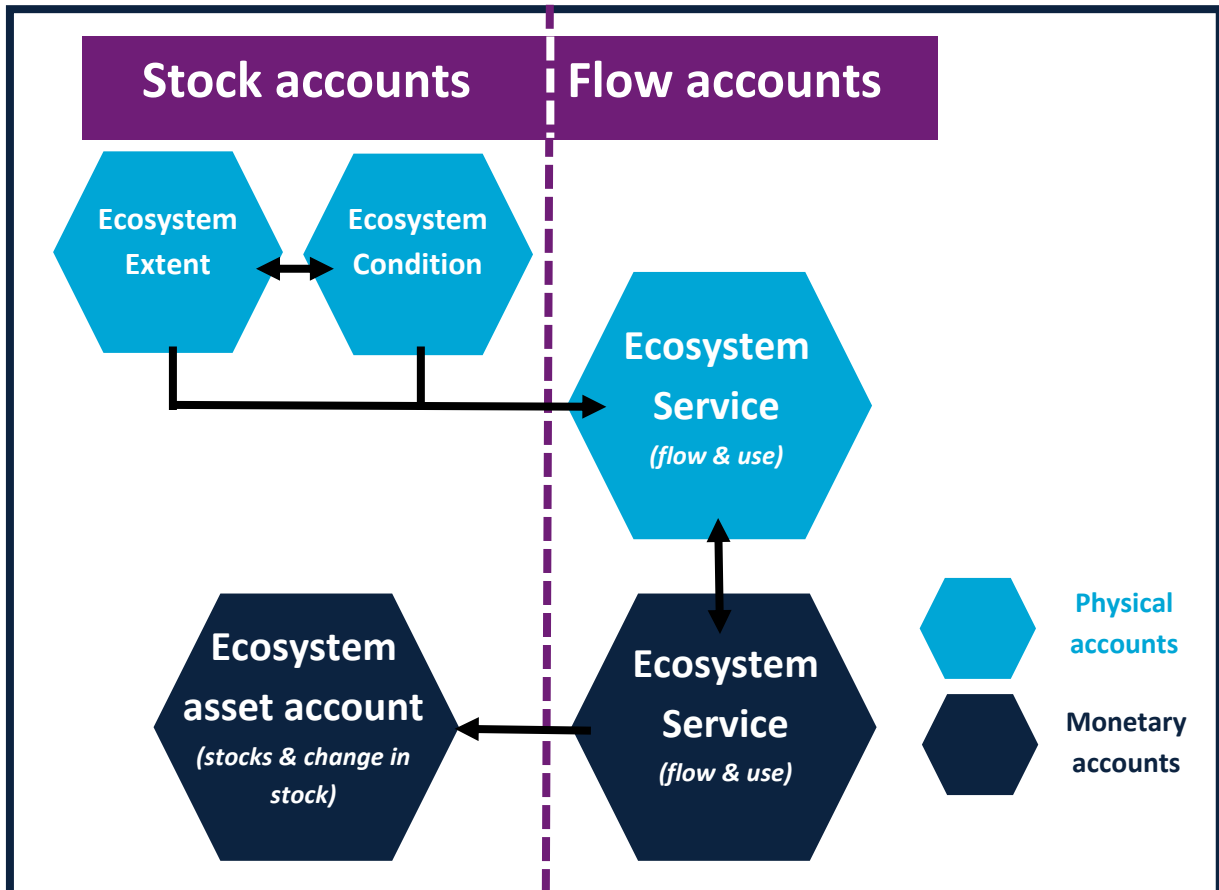 Stock accounts
Flow accounts
Ecosystem
Extent
Ecosystem
Condition
Ecosystem
Service
(flow & use)
Ecosystem
asset account
(stocks & change in
stock)
Ecosystem
Service
(flow & use)
Physical
accounts
Monetary
accounts